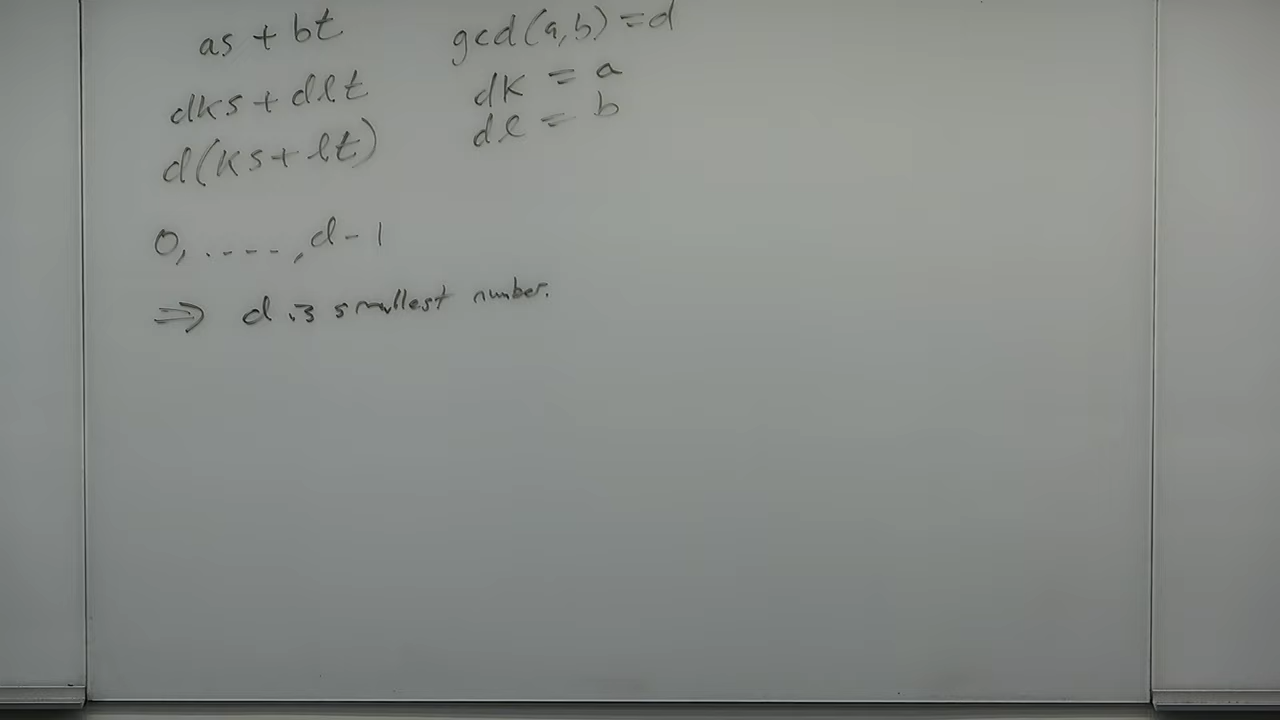 as + bt
gcd(a,b) = d
dks + dlt
dk = a
d(ks + lt)
dl = b
0, ....., d-1
⇒ d is smallest number.